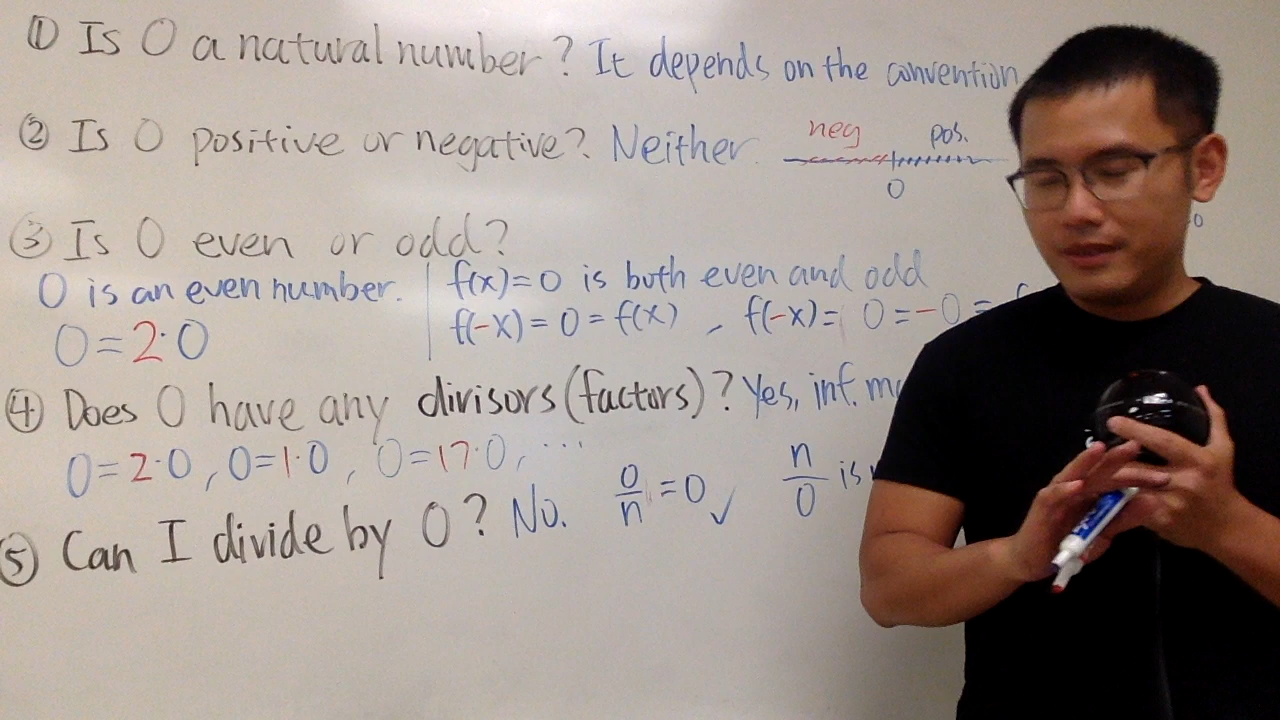 ① Is 0 a natural number? It depends on the convention
② Is 0 positive or negative? Neither.
neg pos.
0
③ Is 0 even or odd?
0 is an even number. f(x)=0 is both even and odd
0=2·0 f(-x)=0=f(x), f(-x)=0=-0=
④ Does 0 have any divisors (factors)? Yes, inf.
0=2·0, 0=1·0, 0=17·0, ...
⑤ Can I divide by 0? No. 0/n=0 ✓ n/0 is